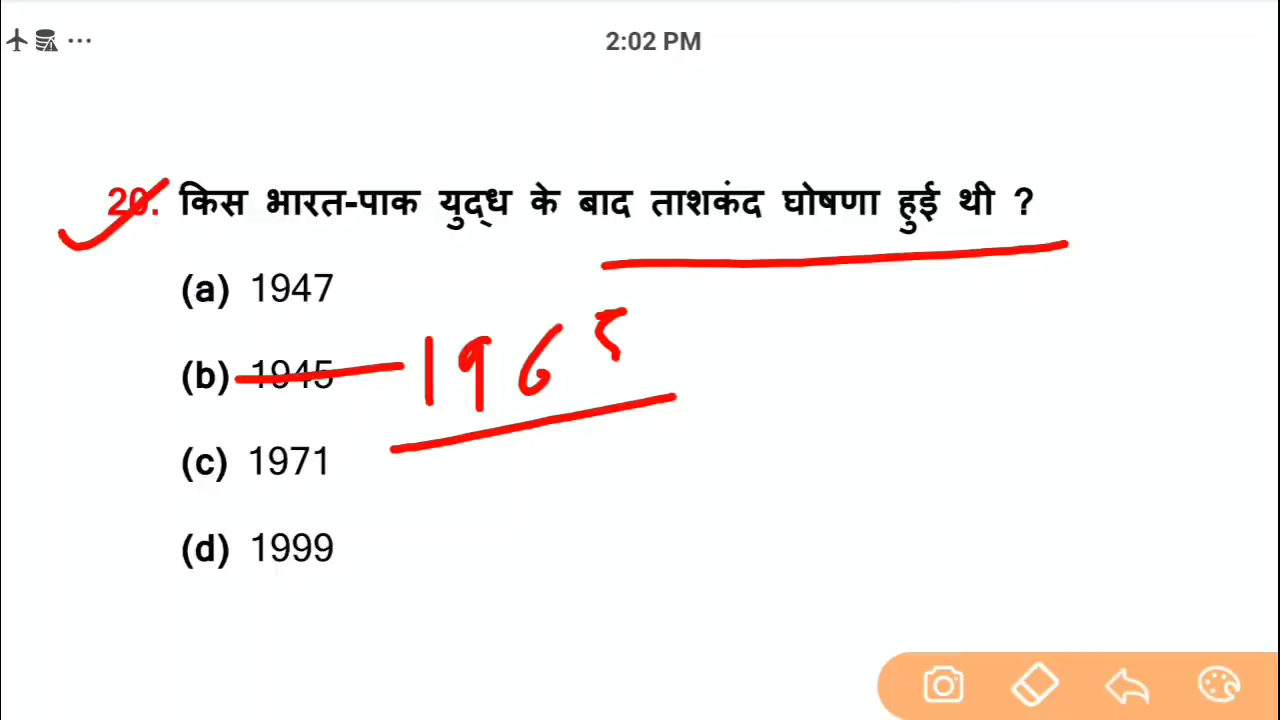 2:02 PM
20. किस भारत-पाक युद्ध के बाद ताशकंद घोषणा हुई थी ?
(a) 1947
(b) 1945 1965
(c) 1971
(d) 1999